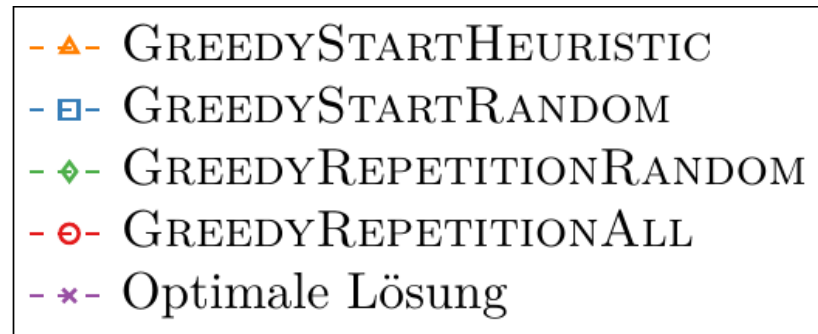 GREEDYSTARTHEURISTIC
GREEDYSTARTRANDOM
GREEDYREPETITIONRANDOM
GREEDYREPETITIONALL
Optimale Lösung